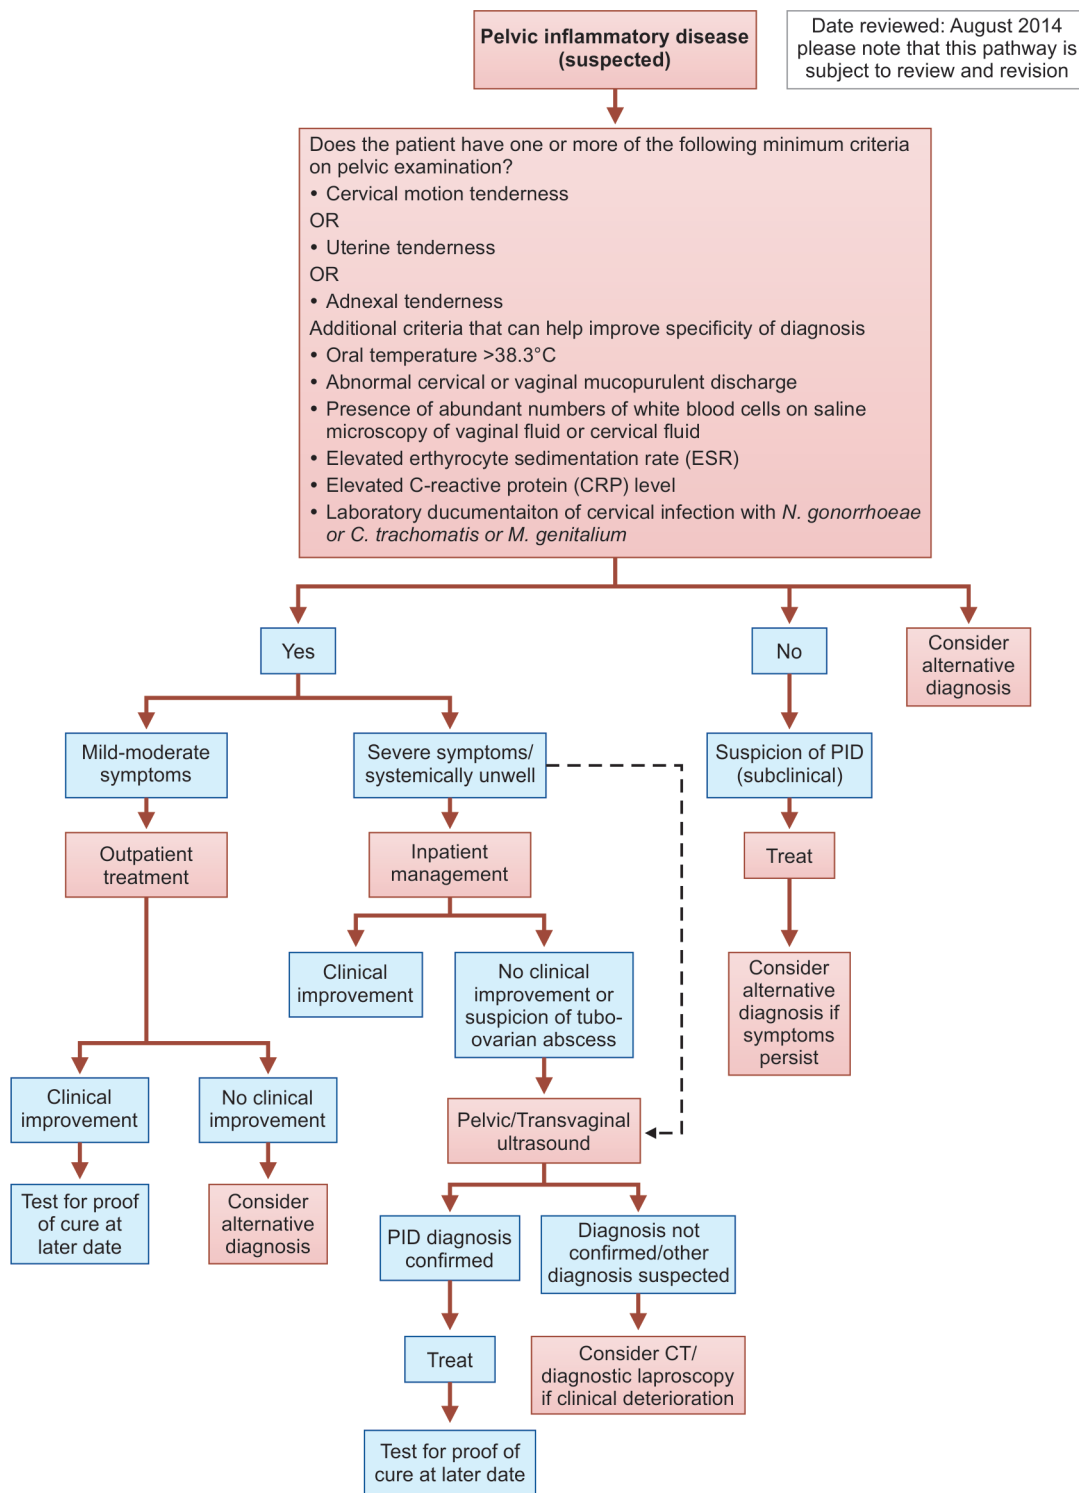 Pelvic inflammatory disease
(suspected)
Date reviewed: August 2014
please note that this pathway is
subject to review and revision
Does the patient have one or more of the following minimum criteria
on pelvic examination?
• Cervical motion tenderness
OR
• Uterine tenderness
OR
• Adnexal tenderness
Additional criteria that can help improve specificity of diagnosis
• Oral temperature >38.3°C
• Abnormal cervical or vaginal mucopurulent discharge
• Presence of abundant numbers of white blood cells on saline
microscopy of vaginal fluid or cervical fluid
• Elevated erthyrocyte sedimentation rate (ESR)
• Elevated C-reactive protein (CRP) level
• Laboratory ducumentaiton of cervical infection with N. gonorrhoeae
or C. trachomatis or M. genitalium
Yes
No
Consider
alternative
diagnosis
Mild-moderate
symptoms
Severe symptoms/
systemically unwell
Suspicion of PID
(subclinical)
Outpatient
treatment
Inpatient
management
Treat
Clinical
improvement
No clinical
improvement or
suspicion of tubo-
ovarian abscess
Consider
alternative
diagnosis if
symptoms
persist
Clinical
improvement
No clinical
improvement
Pelvic/Transvaginal
ultrasound
Test for proof
of cure at
later date
Consider
alternative
diagnosis
PID diagnosis
confirmed
Diagnosis not
confirmed/other
diagnosis suspected
Treat
Consider CT/
diagnostic laproscopy
if clinical deterioration
Test for proof of
cure at later date